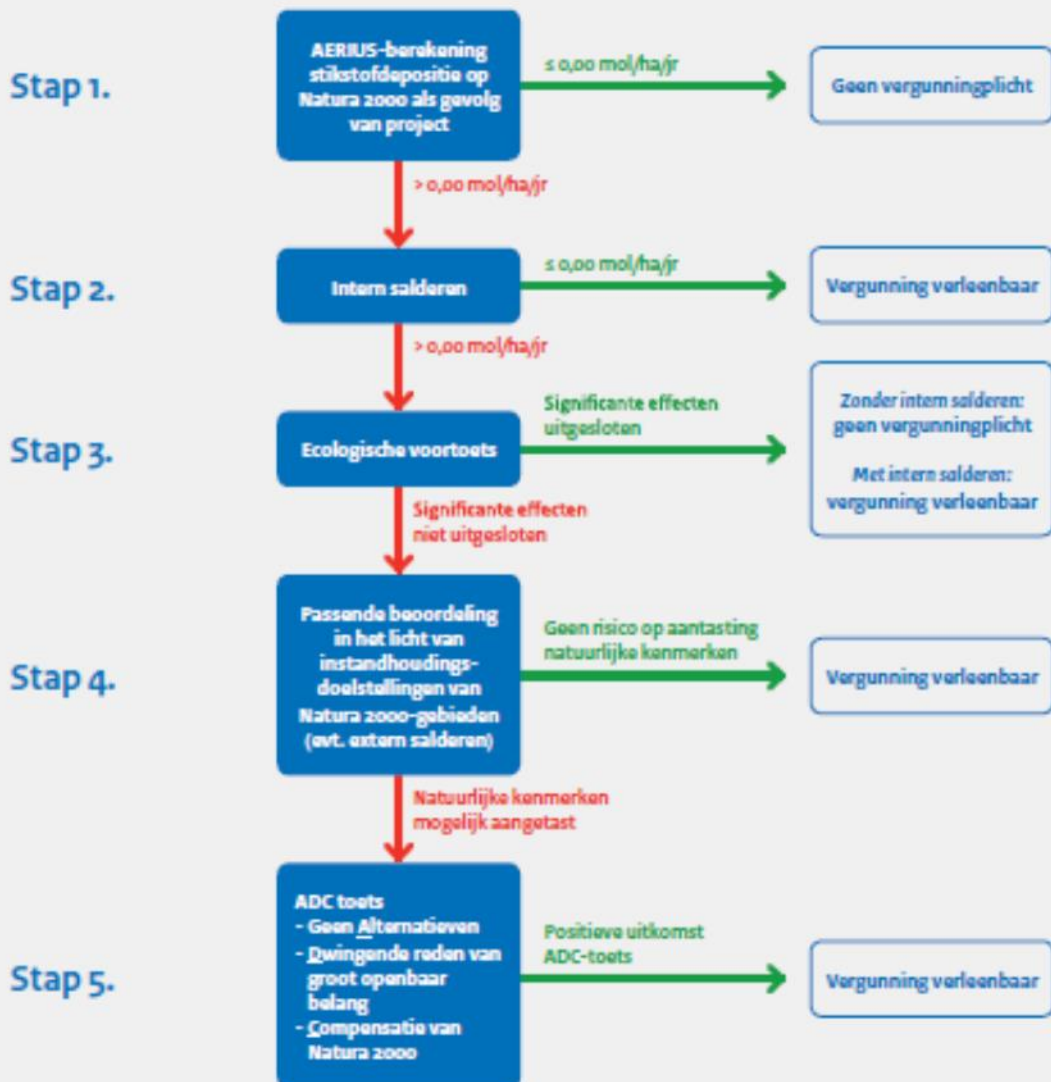 Stap 1.
AERIUS-berekening
stikstofdepositie op
Natura 2000 als gevolg
van project
≤ 0,00 mol/ha/jr
Geen vergunningplicht
> 0,00 mol/ha/jr
Stap 2.
Intern salderen
≤ 0,00 mol/ha/jr
Vergunning verleenbaar
> 0,00 mol/ha/jr
Stap 3.
Ecologische voortoets
Significante effecten
uitgesloten
Zonder intern salderen:
geen vergunningplicht
Met intern salderen:
vergunning verleenbaar
Significante effecten
niet uitgesloten
Stap 4.
Passende beoordeling
in het licht van
instandhoudings-
doelstellingen van
Natura 2000-gebieden
(evt. extern salderen)
Geen risico op aantasting
natuurlijke kenmerken
Vergunning verleenbaar
Natuurlijke kenmerken
mogelijk aangetast
Stap 5.
ADC toets
- Geen Alternatieven
- Dwingende reden van
groot openbaar
belang
- Compensatie van
Natura 2000
Positieve uitkomst
ADC-toets
Vergunning verleenbaar